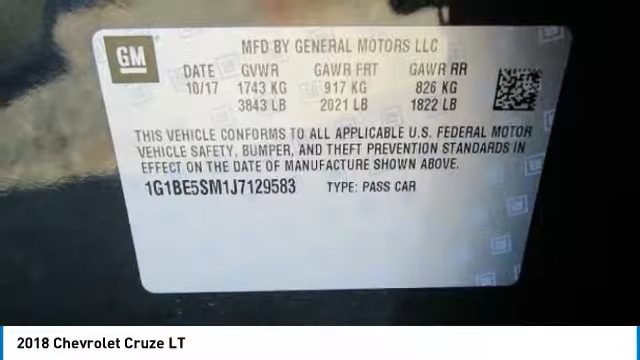 GM
MFD BY GENERAL MOTORS LLC
DATE GVWR GAWR FRT GAWR RR
10/17 1743 KG 917 KG 826 KG
3843 LB 2021 LB 1822 LB
THIS VEHICLE CONFORMS TO ALL APPLICABLE U.S. FEDERAL MOTOR
VEHICLE SAFETY, BUMPER, AND THEFT PREVENTION STANDARDS IN
EFFECT ON THE DATE OF MANUFACTURE SHOWN ABOVE.
1G1BE5SM1J7129583 TYPE: PASS CAR
2018 Chevrolet Cruze LT